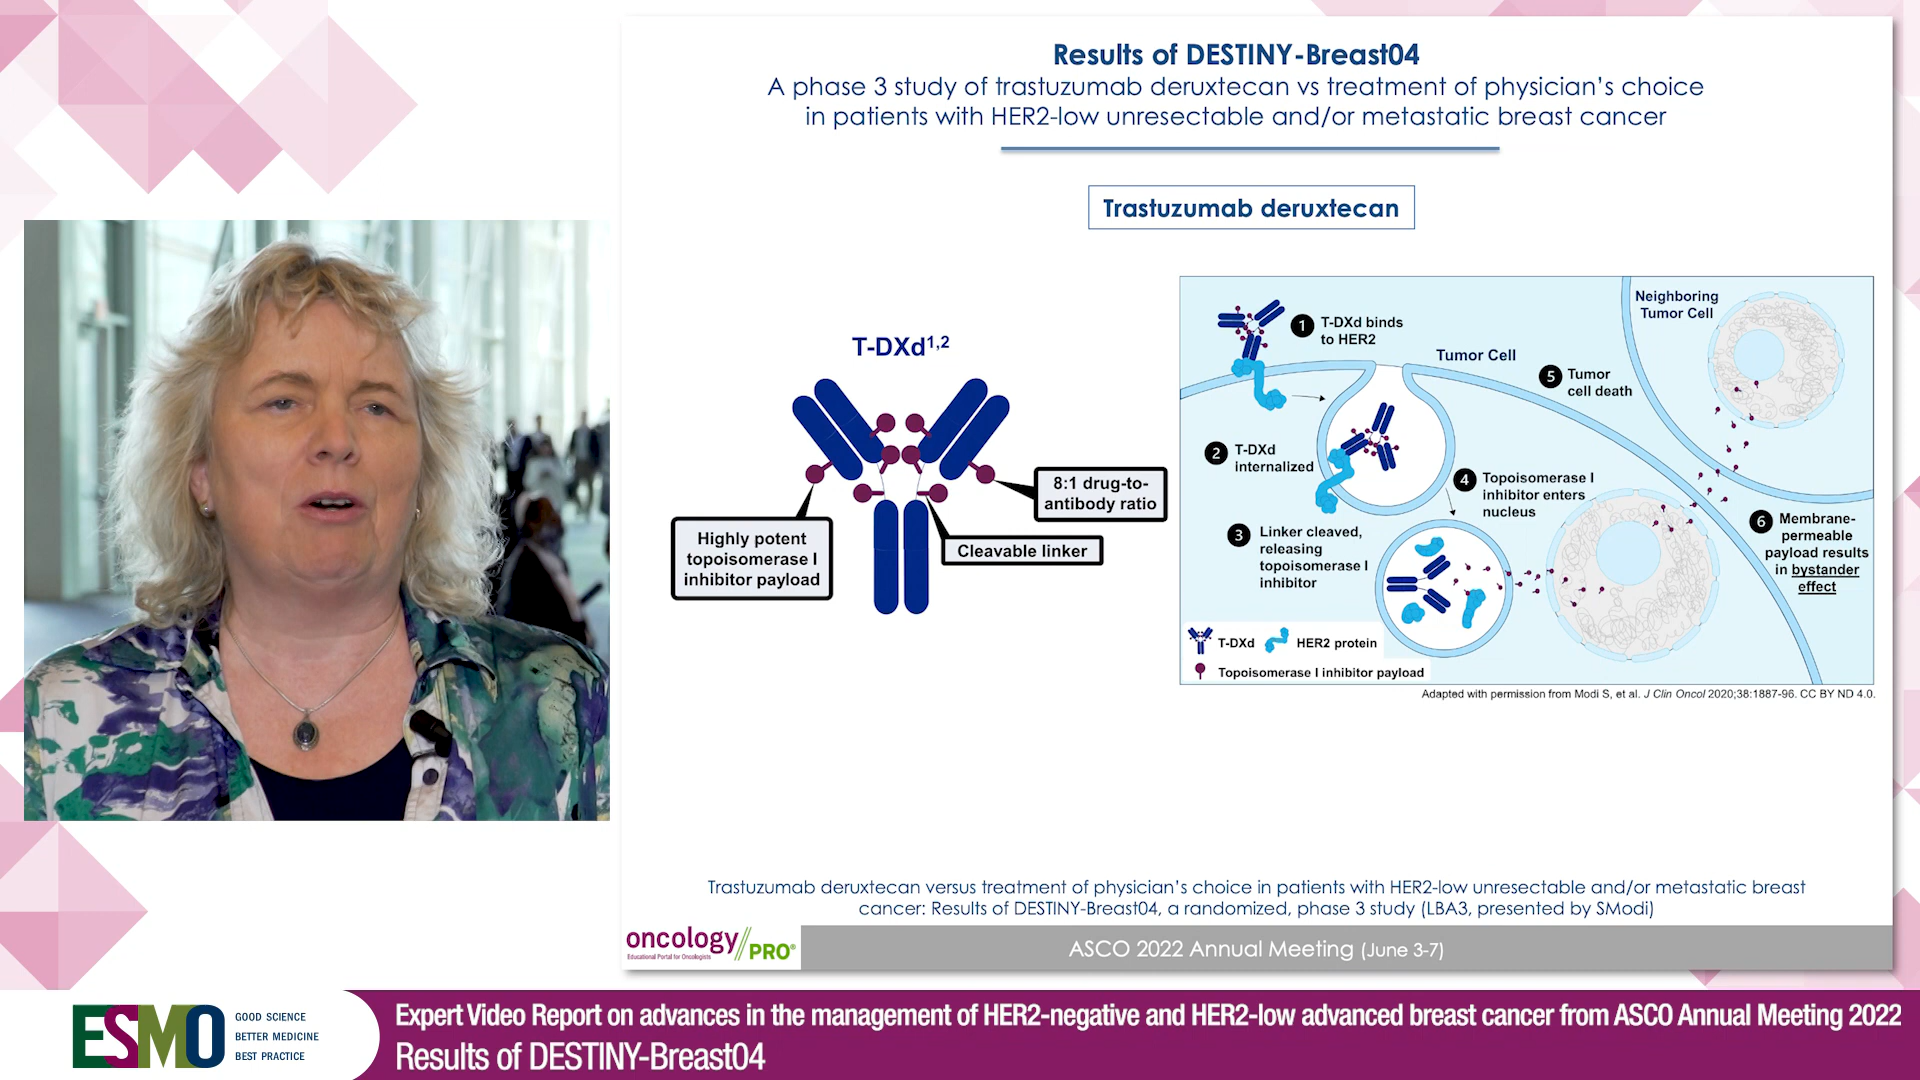 Results of DESTINY-Breast04
A phase 3 study of trastuzumab deruxtecan vs treatment of physician's choice
in patients with HER2-low unresectable and/or metastatic breast cancer
Trastuzumab deruxtecan
T-DXd1,2
Highly potent
topoisomerase I
inhibitor payload
8:1 drug-to-
antibody ratio
Cleavable linker
1 T-DXd binds
to HER2
2 T-DXd
internalized
3 Linker cleaved,
releasing
topoisomerase I
inhibitor
Tumor Cell
4 Topoisomerase I
inhibitor enters
nucleus
5 Tumor
cell death
Neighboring
Tumor Cell
6 Membrane-
permeable
payload results
in bystander
effect
T-DXd
HER2 protein
Topoisomerase I inhibitor payload
Adapted with permission from Modi S, et al. J Clin Oncol 2020;38:1887-96. CC BY ND 4.0.
Trastuzumab deruxtecan versus treatment of physician's choice in patients with HER2-low unresectable and/or metastatic breast
cancer: Results of DESTINY-Breast04, a randomized, phase 3 study (LBA3, presented by SModi)
oncology//PRO®
Educational Portal for Oncologists
ASCO 2022 Annual Meeting (June 3-7)
ESMO
GOOD SCIENCE
BETTER MEDICINE
BEST PRACTICE
Expert Video Report on advances in the management of HER2-negative and HER2-low advanced breast cancer from ASCO Annual Meeting 2022
Results of DESTINY-Breast04